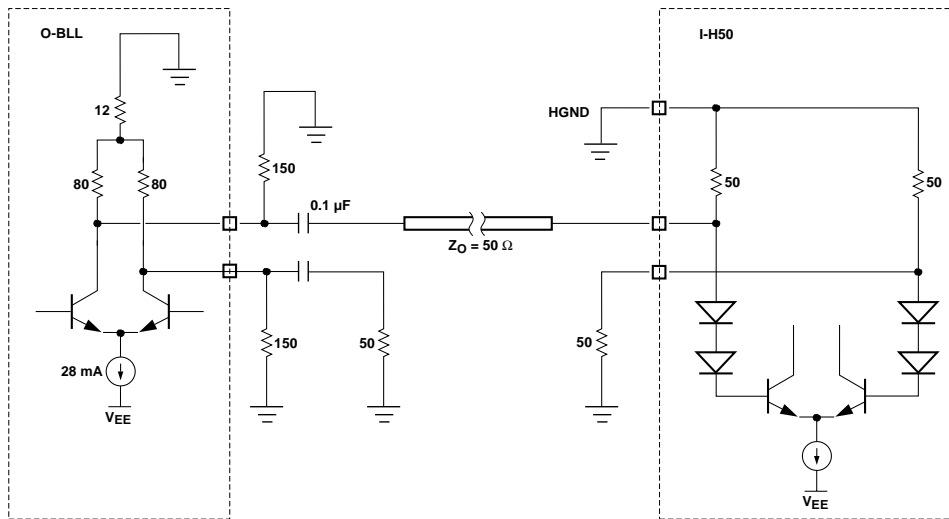 O-BLL
I-H50
12
HGND
150
80
80
50
50
0.1 µF
Z_O = 50 Ω
150
50
50
28 mA
V_EE
V_EE